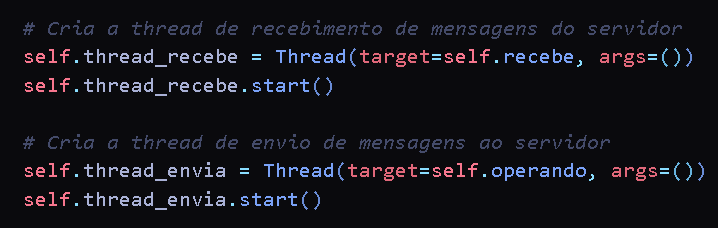 # Cria a thread de recebimento de mensagens do servidor
self.thread_recebe = Thread(target=self.recebe, args=())
self.thread_recebe.start()
# Cria a thread de envio de mensagens ao servidor
self.thread_envia = Thread(target=self.operando, args=())
self.thread_envia.start()